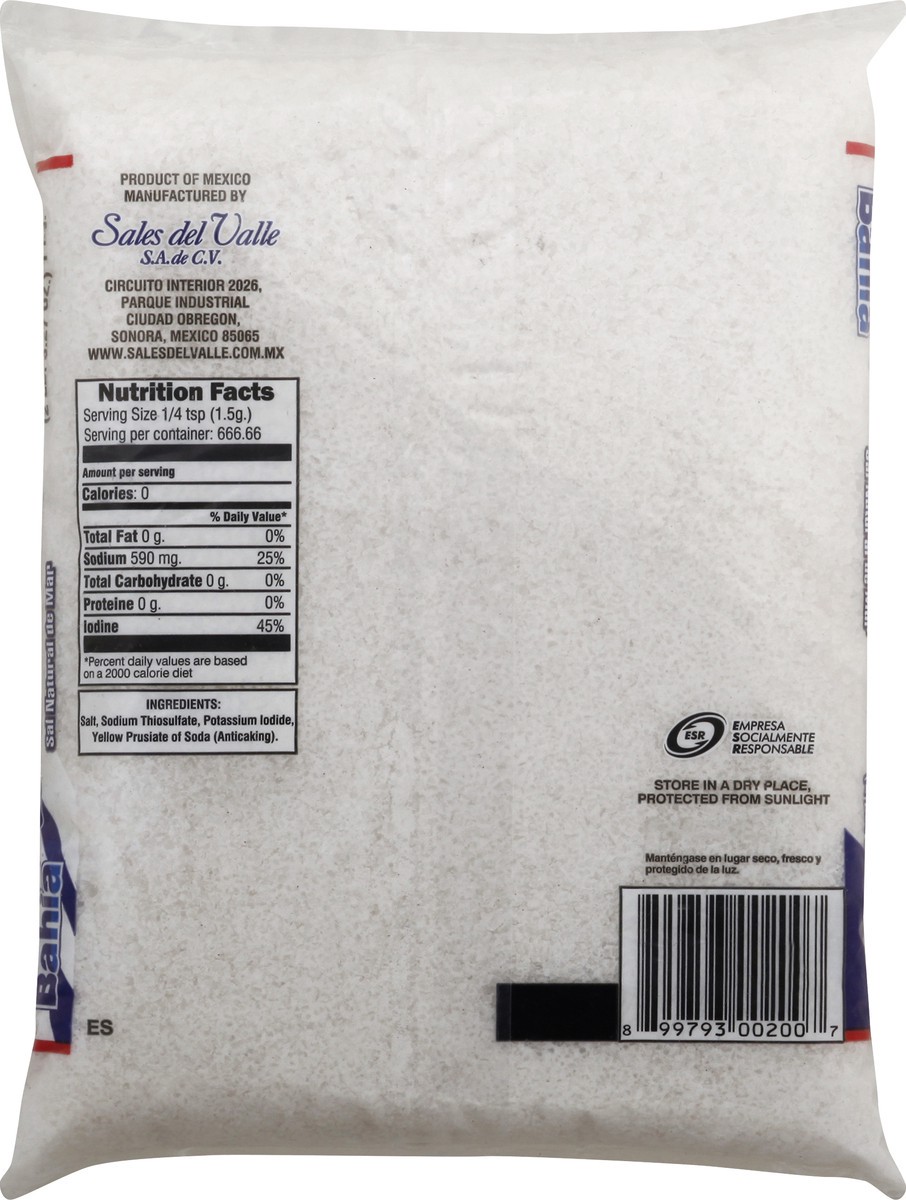 PRODUCT OF MEXICO
MANUFACTURED BY
Sales del Valle
S.A. de C.V.
CIRCUITO INTERIOR 2026,
PARQUE INDUSTRIAL
CIUDAD OBREGON,
SONORA, MEXICO 85065
WWW.SALESDELVALLE.COM.MX
Nutrition Facts
Serving Size 1/4 tsp (1.5g.)
Serving per container: 666.66
Amount per serving
Calories: 0
% Daily Value*
Total Fat 0 g. 0%
Sodium 590 mg. 25%
Total Carbohydrate 0 g. 0%
Proteine 0 g. 0%
Iodine 45%
*Percent daily values are based
on a 2000 calorie diet
INGREDIENTS:
Salt, Sodium Thiosulfate, Potassium Iodide,
Yellow Prusiate of Soda (Anticaking).
Sal Natural de Mar
Bahía
ES
Bahía
ESR
EMPRESA
SOCIALMENTE
RESPONSABLE
STORE IN A DRY PLACE,
PROTECTED FROM SUNLIGHT
Manténgase en lugar seco, fresco y
protegido de la luz.
8 99793 00200 7